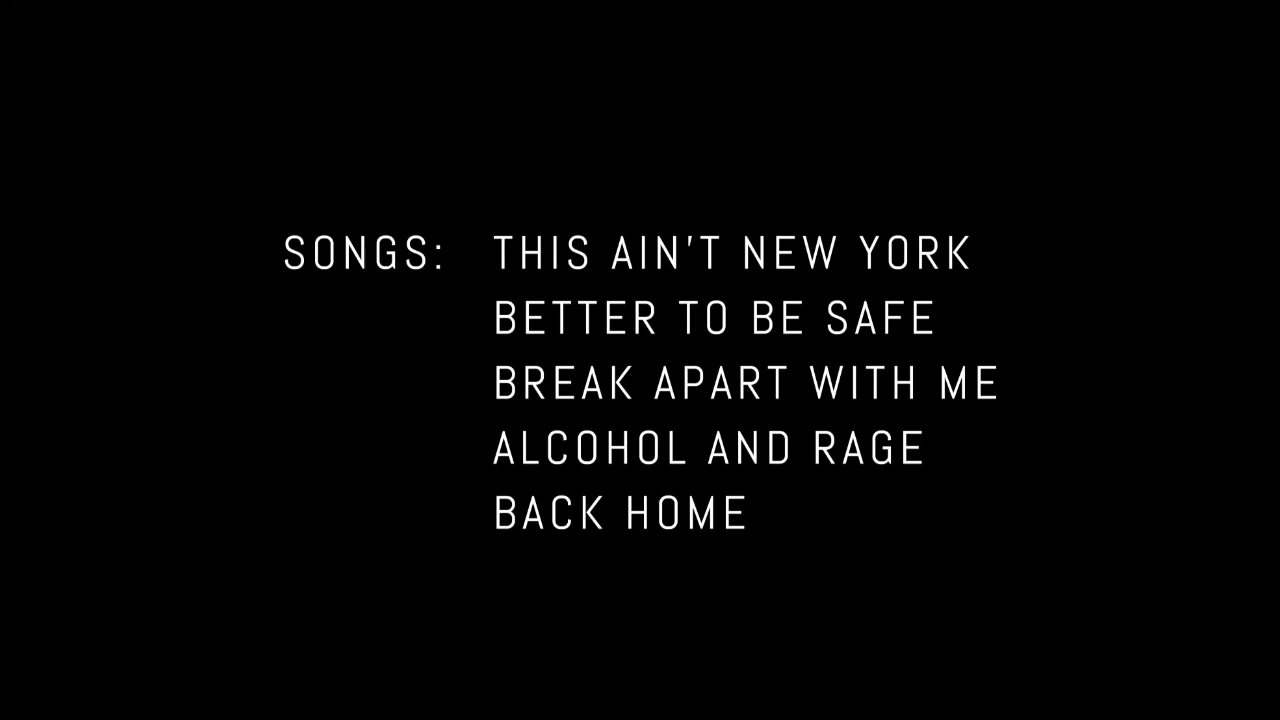 SONGS: THIS AIN'T NEW YORK
BETTER TO BE SAFE
BREAK APART WITH ME
ALCOHOL AND RAGE
BACK HOME